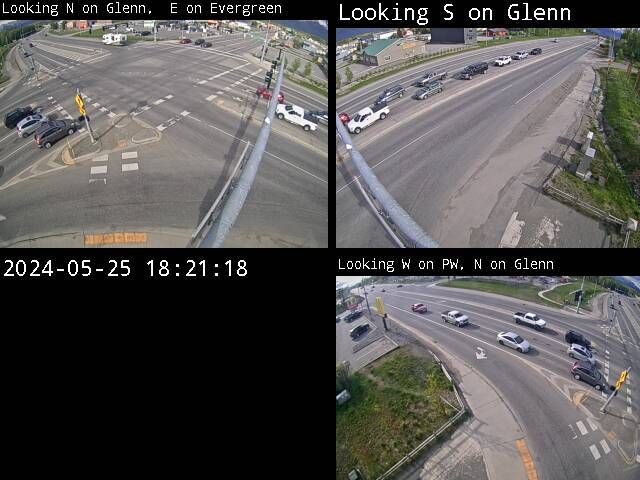 Looking N on Glenn,  E on Evergreen
Looking S on Glenn
2024-05-25 18:21:18
Looking W on PW, N on Glenn